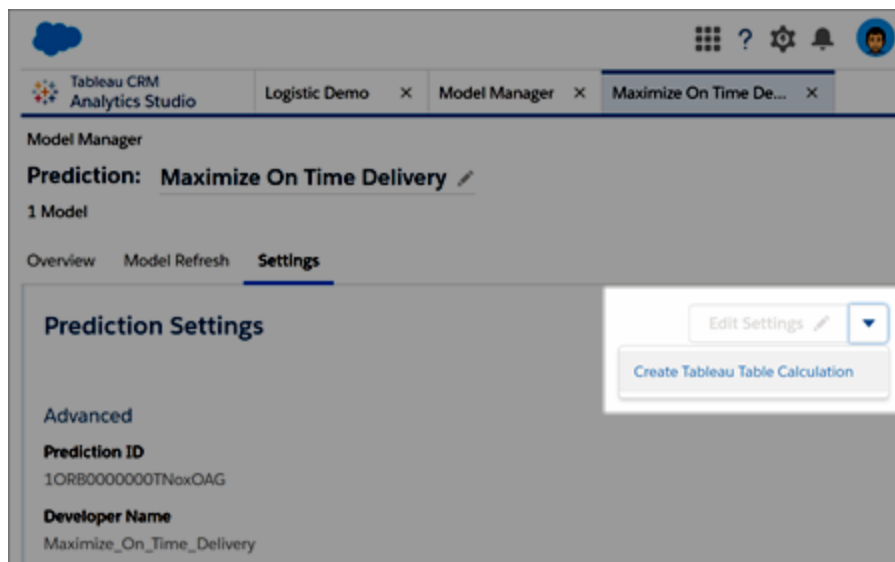 Tableau CRM
Analytics Studio
Logistic Demo
Model Manager
Maximize On Time De...
Model Manager
Prediction: Maximize On Time Delivery
1 Model
Overview Model Refresh Settings
Prediction Settings
Edit Settings
Create Tableau Table Calculation
Advanced
Prediction ID
1ORB0000000TNoxOAG
Developer Name
Maximize_On_Time_Delivery